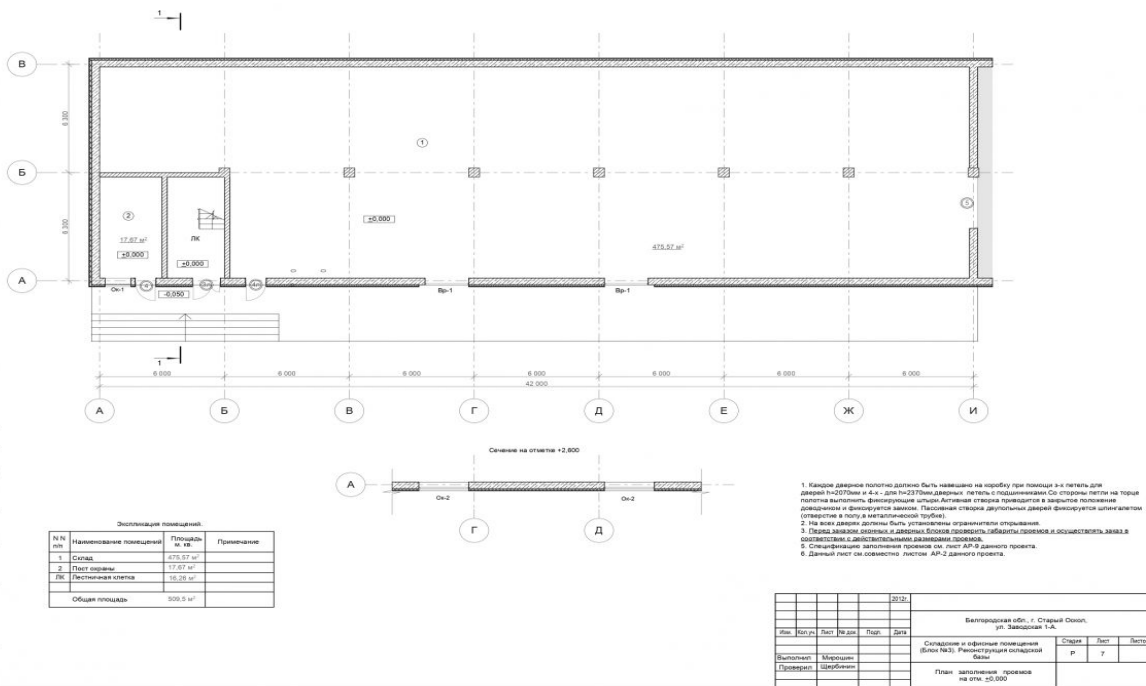 1
В
Б
А
6 300
6 300
1
2
17,67 м²
±0,000
ЛК
±0,000
±0,000
475,57 м²
5
Ок-1
4
-0,050
Вр-1
Вр-1
1
6 000
6 000
6 000
6 000
6 000
6 000
6 000
42 000
А
Б
В
Г
Д
Е
Ж
И
Сечение на отметке +2,600
А
Ок-2
Ок-2
Г
Д
1. Каждое дверное полотно должно быть навешано на коробку при помощи з-х петель для
дверей h=2070мм и 4-х - для h=2370мм,дверных петель с подшипниками.Со стороны петли на торце
полотна выполнить фиксирующие штыри.Активная створка приводится в закрытое положение
доводчиком и фиксируется замком. Пассивная створка двупольных дверей фиксируется шпингалетом
(отверстие в полу,в металлической трубке).
2. На всех дверях должны быть установлены ограничители открывания.
3. Перед заказом оконных и дверных блоков проверить габариты проемов и осуществлять заказ в
соответствии с действительными размерами проемов.
5. Спецификацию заполнения проемов см. лист АР-9 данного проекта.
6. Данный лист см.совместно листом АР-2 данного проекта.
Экспликация помещений.
N N п/п Наименование помещений Площадь м. кв. Примечание
1 Склад 475,57 м²
2 Пост охраны 17,67 м²
ЛК Лестничная клетка 16,26 м²
Общая площадь 509,5 м²
2012г.
Белгородская обл., г. Старый Оскол,
ул. Заводская 1-А.
Изм. Кол.уч. Лист № док. Подп. Дата
Складские и офисные помещения
(Блок №3). Реконструкция складской
базы
Стадия Лист Листо
Р 7
Выполнил Мирошин
Проверил Щербинин
План заполнения проемов
на отм. ±0,000